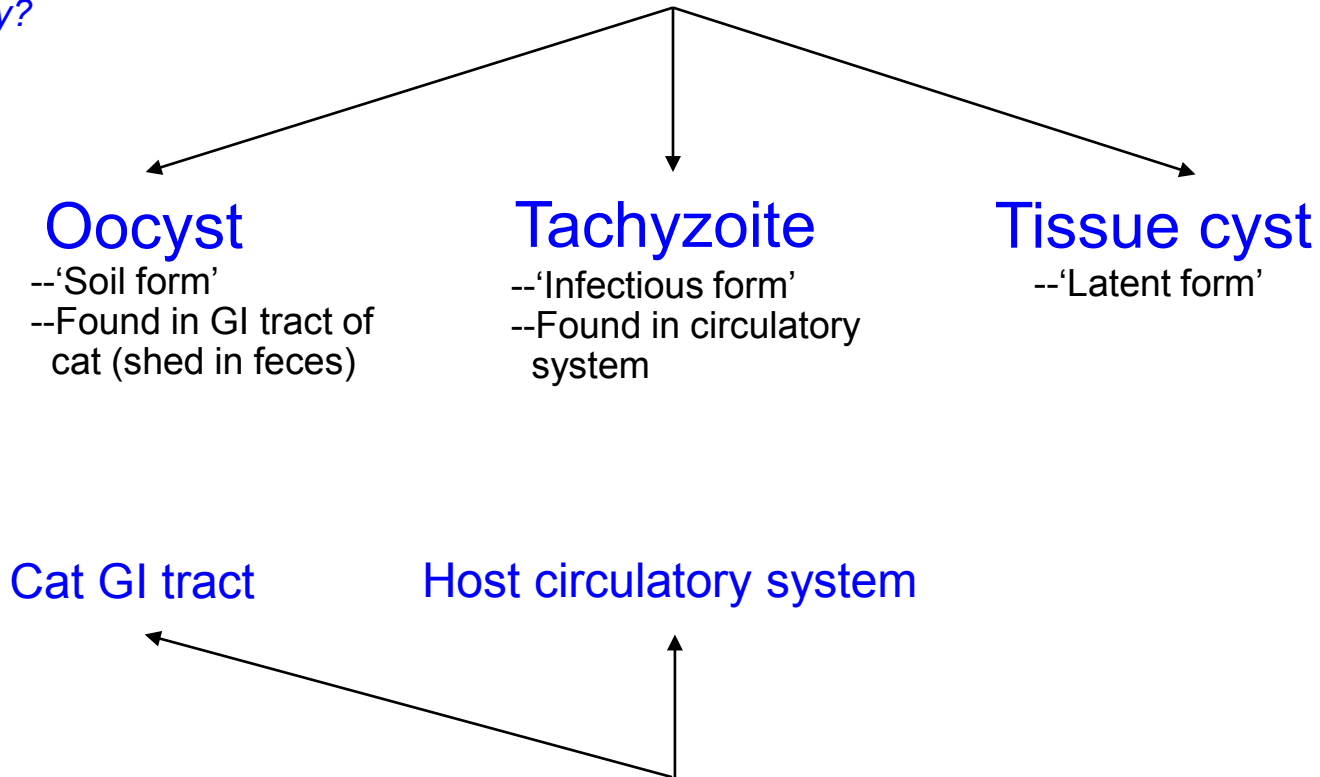 y?
Oocyst
--‘Soil form’
--Found in GI tract of
cat (shed in feces)
Tachyzoite
--‘Infectious form’
--Found in circulatory
system
Tissue cyst
--‘Latent form’
Cat GI tract
Host circulatory system